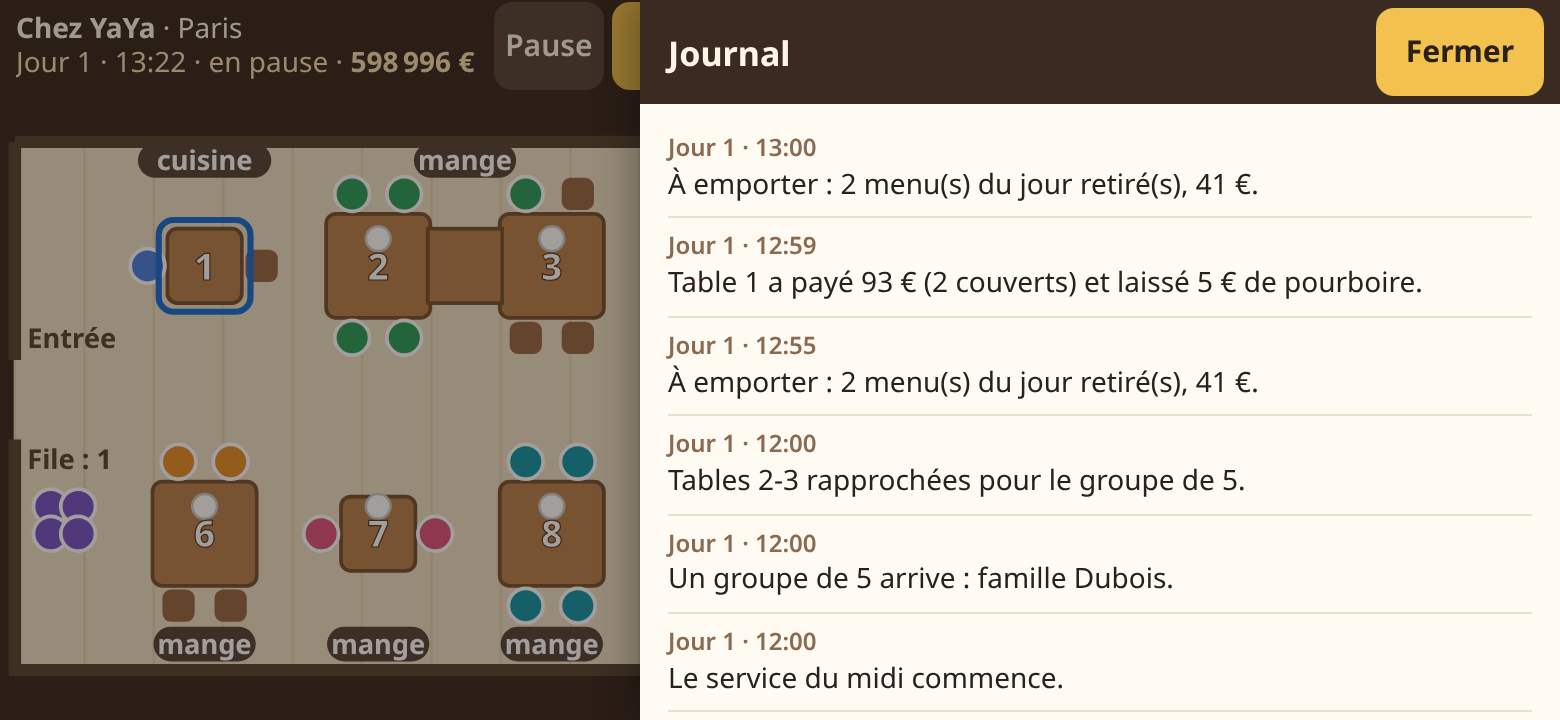 Chez YaYa · Paris
Jour 1 · 13:22 · en pause · 598 996 €
Pause
cuisine
mange
1
2
3
Entrée
File : 1
6
7
8
mange
mange
mange
Journal
Fermer
Jour 1 · 13:00
À emporter : 2 menu(s) du jour retiré(s), 41 €.
Jour 1 · 12:59
Table 1 a payé 93 € (2 couverts) et laissé 5 € de pourboire.
Jour 1 · 12:55
À emporter : 2 menu(s) du jour retiré(s), 41 €.
Jour 1 · 12:00
Tables 2-3 rapprochées pour le groupe de 5.
Jour 1 · 12:00
Un groupe de 5 arrive : famille Dubois.
Jour 1 · 12:00
Le service du midi commence.